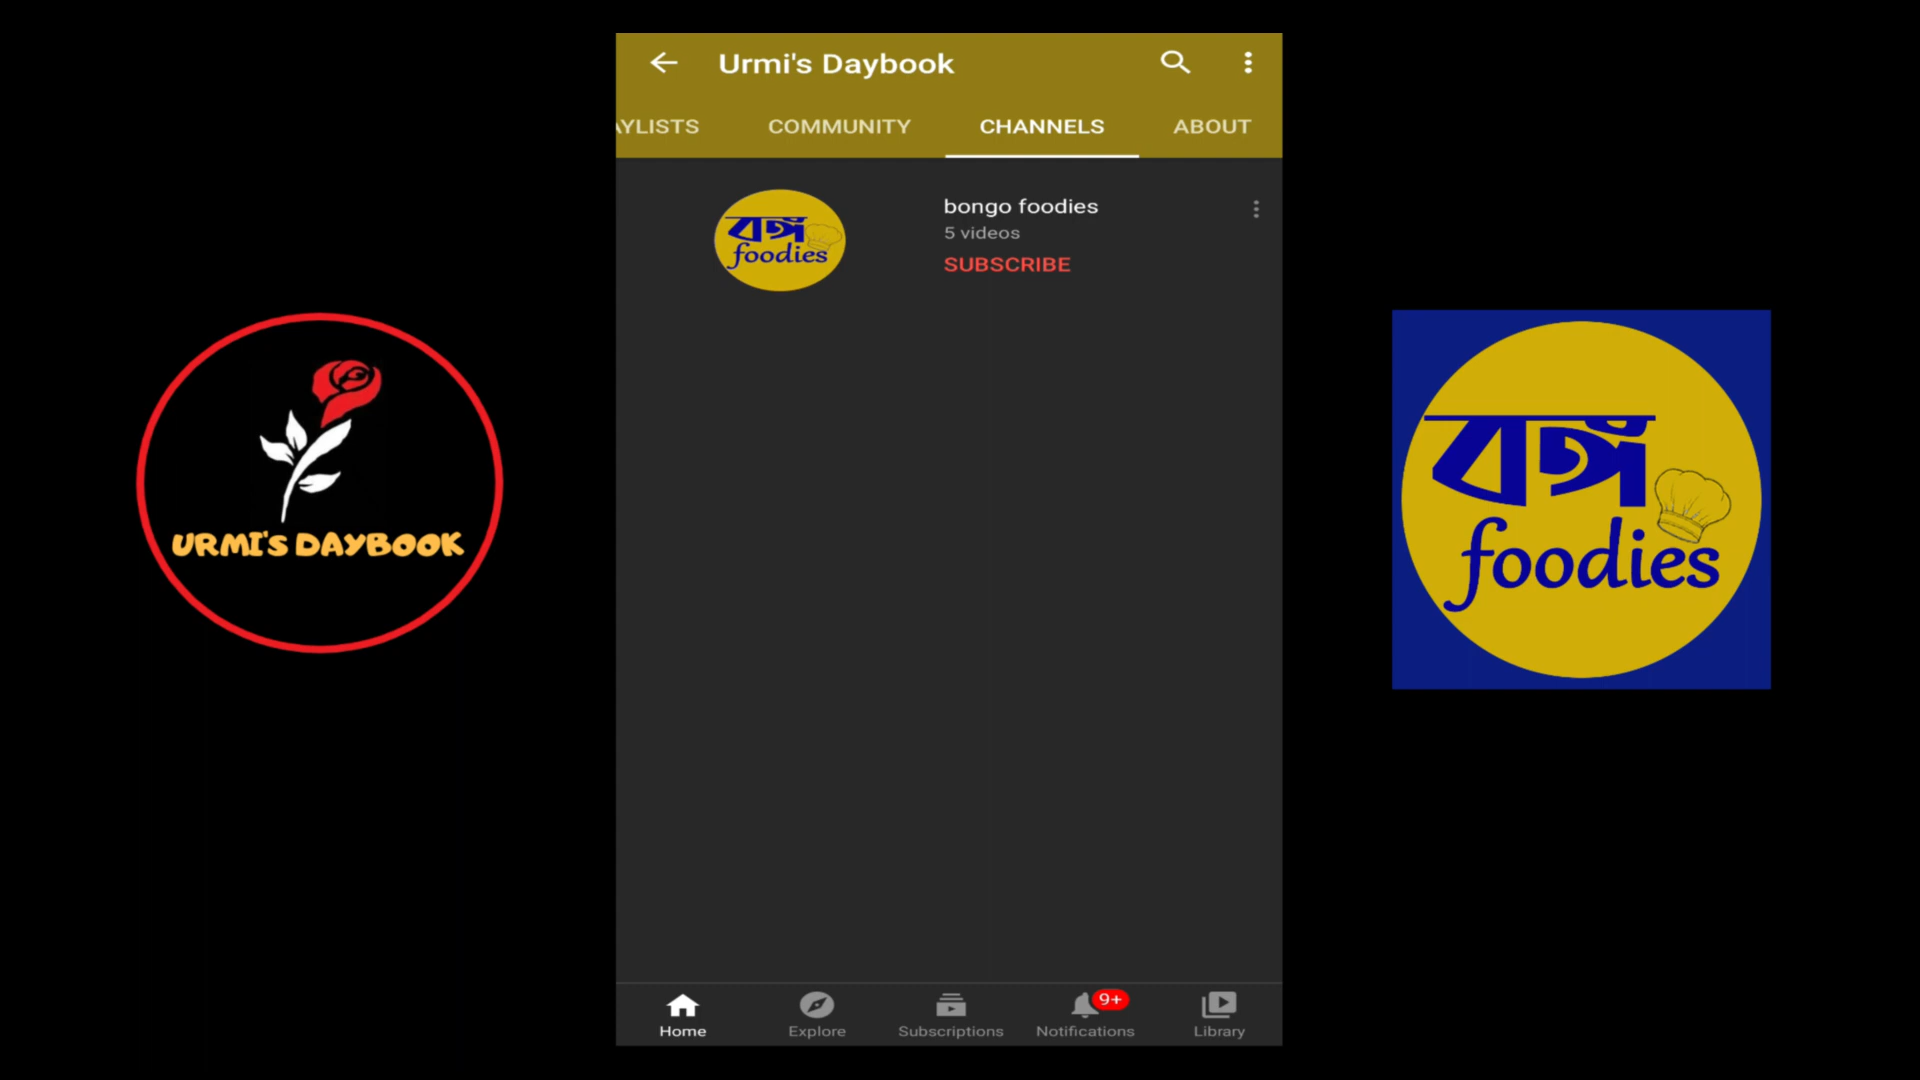 Urmi's Daybook
AYLISTS COMMUNITY CHANNELS ABOUT
বঙ্গ
foodies
bongo foodies
5 videos
SUBSCRIBE
URMI'S DAYBOOK
বঙ্গ
foodies
9+
Home Explore Subscriptions Notifications Library